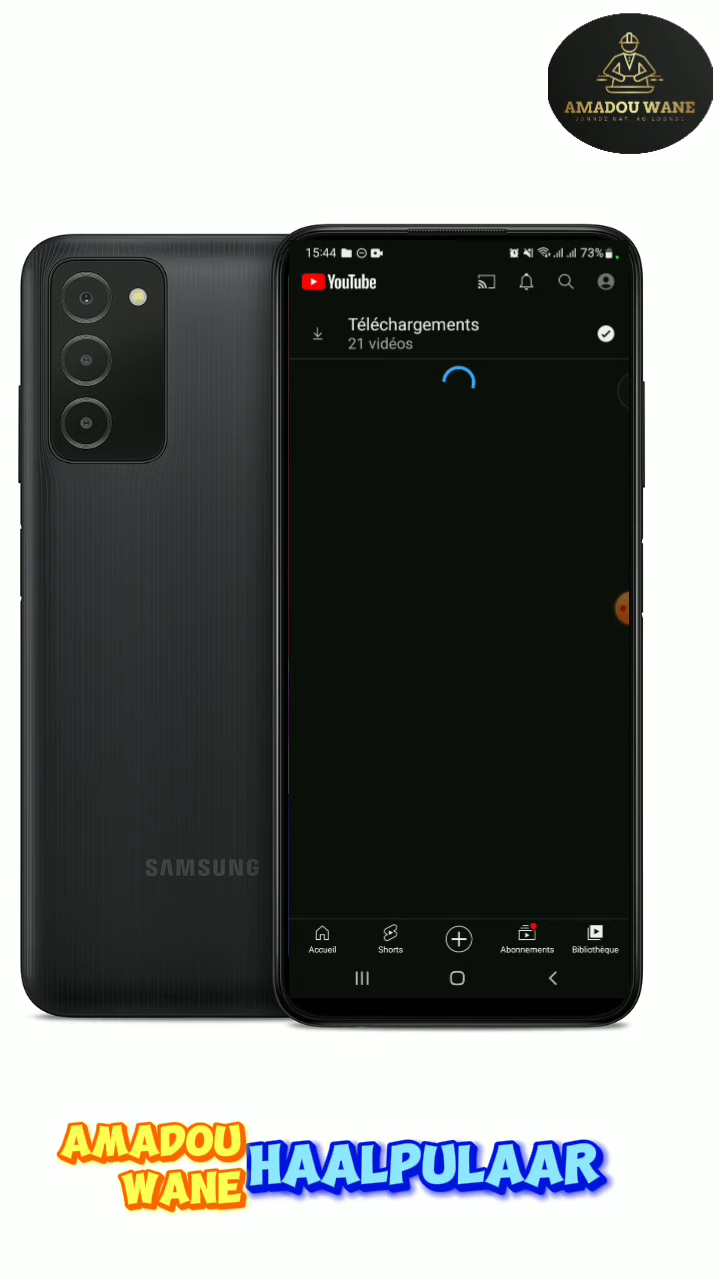 AMADOU WANE
15:44
73%
YouTube
Téléchargements
21 vidéos
SAMSUNG
Accueil
Shorts
Abonnements
Bibliothèque
AMADOU
WANE
HAALPULAAR